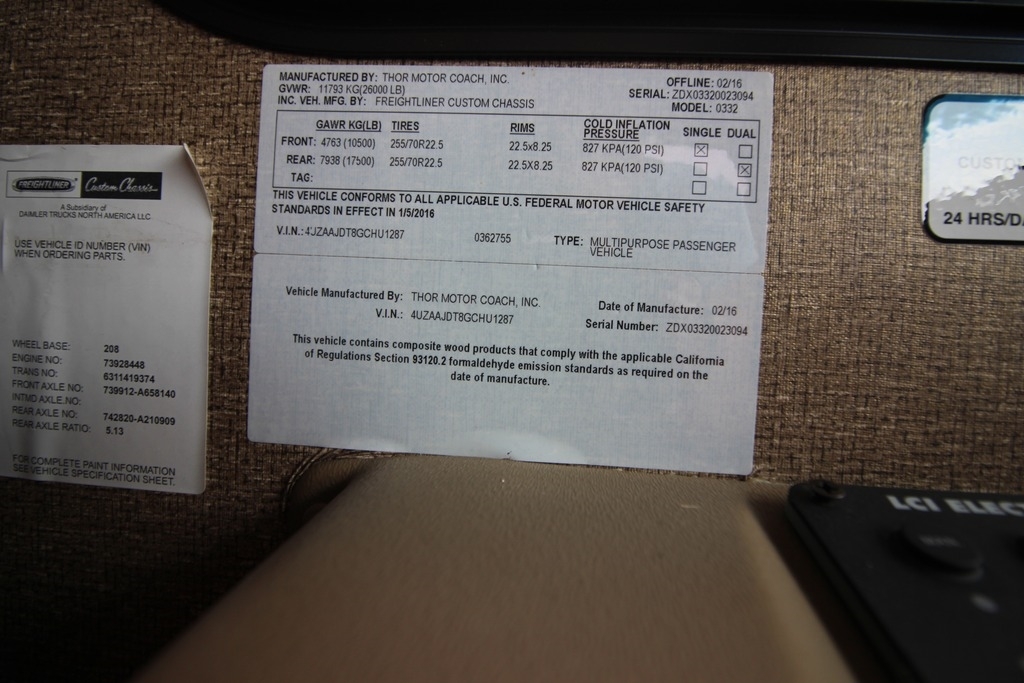 MANUFACTURED BY: THOR MOTOR COACH, INC.
OFFLINE: 02/16
GVWR: 11793 KG(26000 LB)
SERIAL: ZDX03320023094
INC. VEH. MFG. BY: FREIGHTLINER CUSTOM CHASSIS
MODEL: 0332
GAWR KG(LB) TIRES RIMS COLD INFLATION PRESSURE SINGLE DUAL
FRONT: 4763 (10500) 255/70R22.5 22.5x8.25 827 KPA(120 PSI) ☒ ☐
REAR: 7938 (17500) 255/70R22.5 22.5X8.25 827 KPA(120 PSI) ☐ ☒
TAG: ☐ ☐
THIS VEHICLE CONFORMS TO ALL APPLICABLE U.S. FEDERAL MOTOR VEHICLE SAFETY
STANDARDS IN EFFECT IN 1/5/2016
V.I.N.: 4UZAAJDT8GCHU1287 0362755 TYPE: MULTIPURPOSE PASSENGER
VEHICLE
Vehicle Manufactured By: THOR MOTOR COACH, INC. Date of Manufacture: 02/16
V.I.N.: 4UZAAJDT8GCHU1287 Serial Number: ZDX03320023094
This vehicle contains composite wood products that comply with the applicable California
of Regulations Section 93120.2 formaldehyde emission standards as required on the
date of manufacture.
FREIGHTLINER Custom Chassis
A Subsidiary of
DAIMLER TRUCKS NORTH AMERICA LLC
USE VEHICLE ID NUMBER (VIN)
WHEN ORDERING PARTS.
WHEEL BASE: 208
ENGINE NO: 73928448
TRANS NO: 6311419374
FRONT AXLE NO: 739912-A658140
INTMD AXLE.NO:
REAR AXLE NO: 742820-A210909
REAR AXLE RATIO: 5.13
FOR COMPLETE PAINT INFORMATION
SEE VEHICLE SPECIFICATION SHEET.
CUSTO
24 HRS/D
LCI ELEC